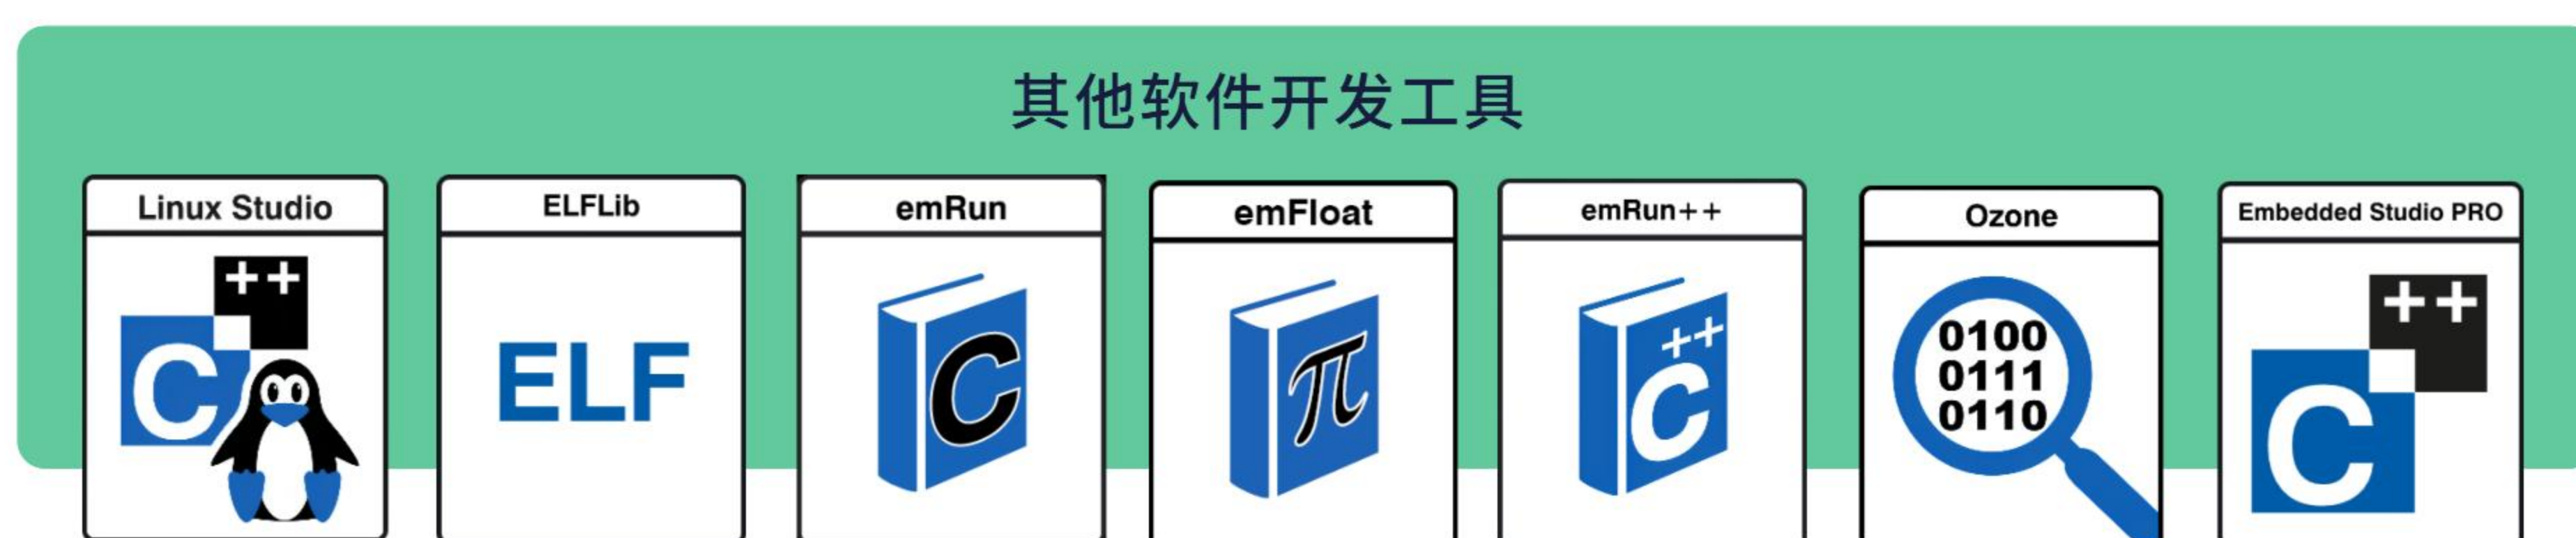 其他软件开发工具
Linux Studio
ELFLib
emRun
emFloat
emRun++
Ozone
Embedded Studio PRO
++
C
ELF
C
π
++
C
0100
0111
0110
++
C